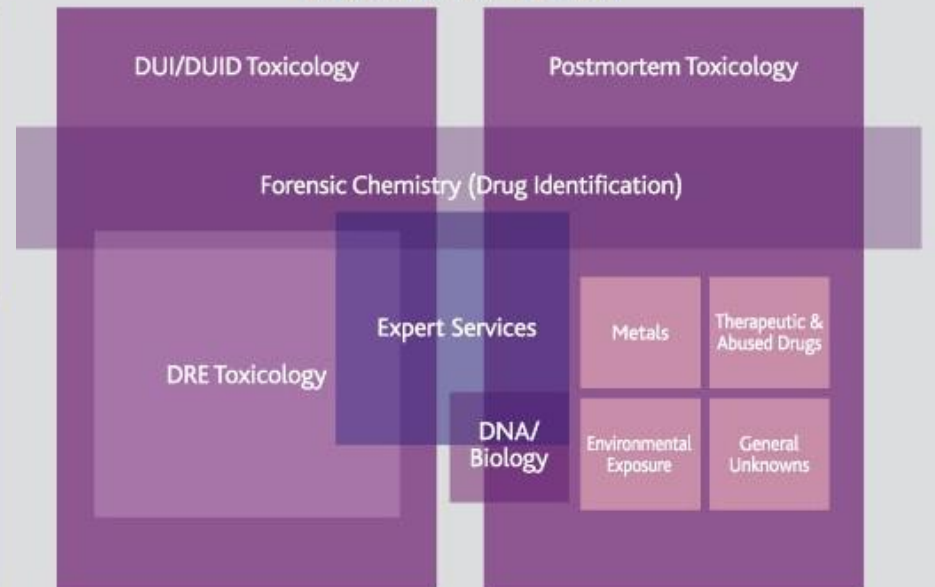 DUI/DUID Toxicology
Postmortem Toxicology
Forensic Chemistry (Drug Identification)
Expert Services
DRE Toxicology
DNA/
Biology
Metals
Therapeutic &
Abused Drugs
Environmental
Exposure
General
Unknowns